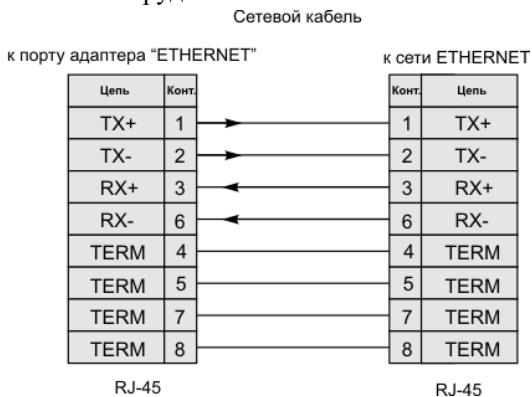 Сетевой кабель
к порту адаптера “ETHERNET” к сети ETHERNET
Цепь Конт. Конт. Цепь
TX+ 1 1 TX+
TX- 2 2 TX-
RX+ 3 3 RX+
RX- 6 6 RX-
TERM 4 4 TERM
TERM 5 5 TERM
TERM 7 7 TERM
TERM 8 8 TERM
RJ-45 RJ-45